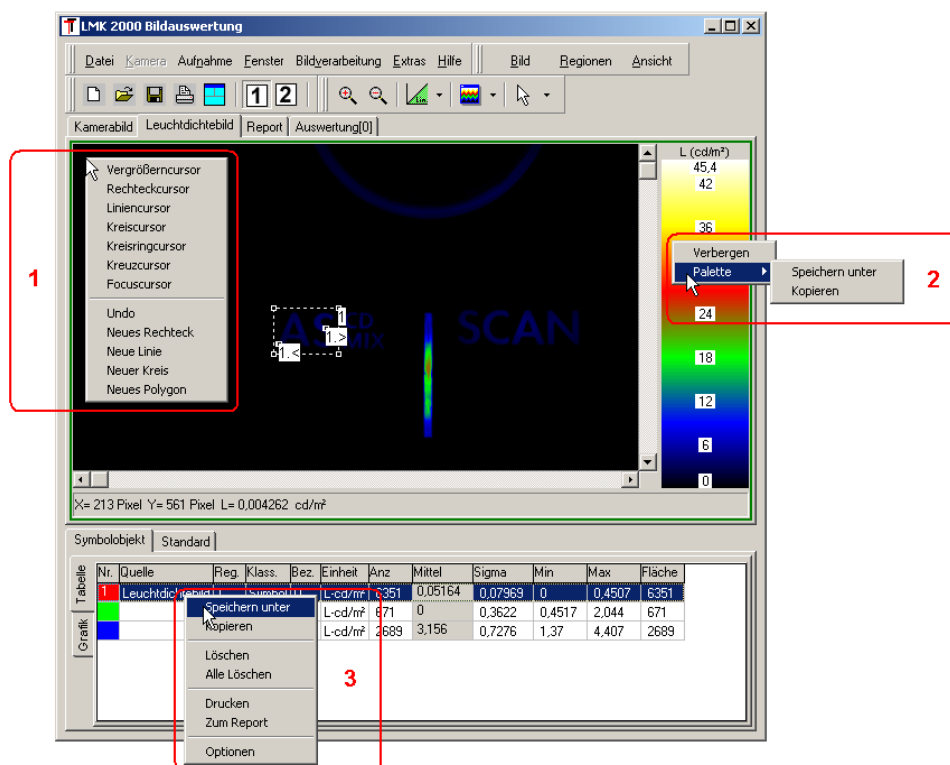 LMK 2000 Bildauswertung
Datei Kamera Aufnahme Fenster Bildverarbeitung Extras Hilfe Bild Regionen Ansicht
1 2 Lin
Kamerabild Leuchtdichtebild Report Auswertung[0]
L (cd/m²)
45,4
42
36
24
18
12
6
0
1
Vergrößerncursor
Rechteckcursor
Liniencursor
Kreiscursor
Kreisringcursor
Kreuzcursor
Focuscursor
Undo
Neues Rechteck
Neue Linie
Neuer Kreis
Neues Polygon
1
AS CD SCAN
MIX
1.>
1.<
2
Verbergen
Palette
Speichern unter
Kopieren
X= 213 Pixel Y= 561 Pixel L= 0,004262 cd/m²
Symbolobjekt Standard
Tabelle
Grafik
Nr. Quelle Reg. Klass. Bez. Einheit Anz Mittel Sigma Min Max Fläche
1 Leuchtdichtebild Symbol L-cd/m² 6351 0,05164 0,07969 0 0,4507 6351
L-cd/m² 671 0 0,3622 0,4517 2,044 671
L-cd/m² 2689 3,156 0,7276 1,37 4,407 2689
3
Speichern unter
Kopieren
Löschen
Alle Löschen
Drucken
Zum Report
Optionen